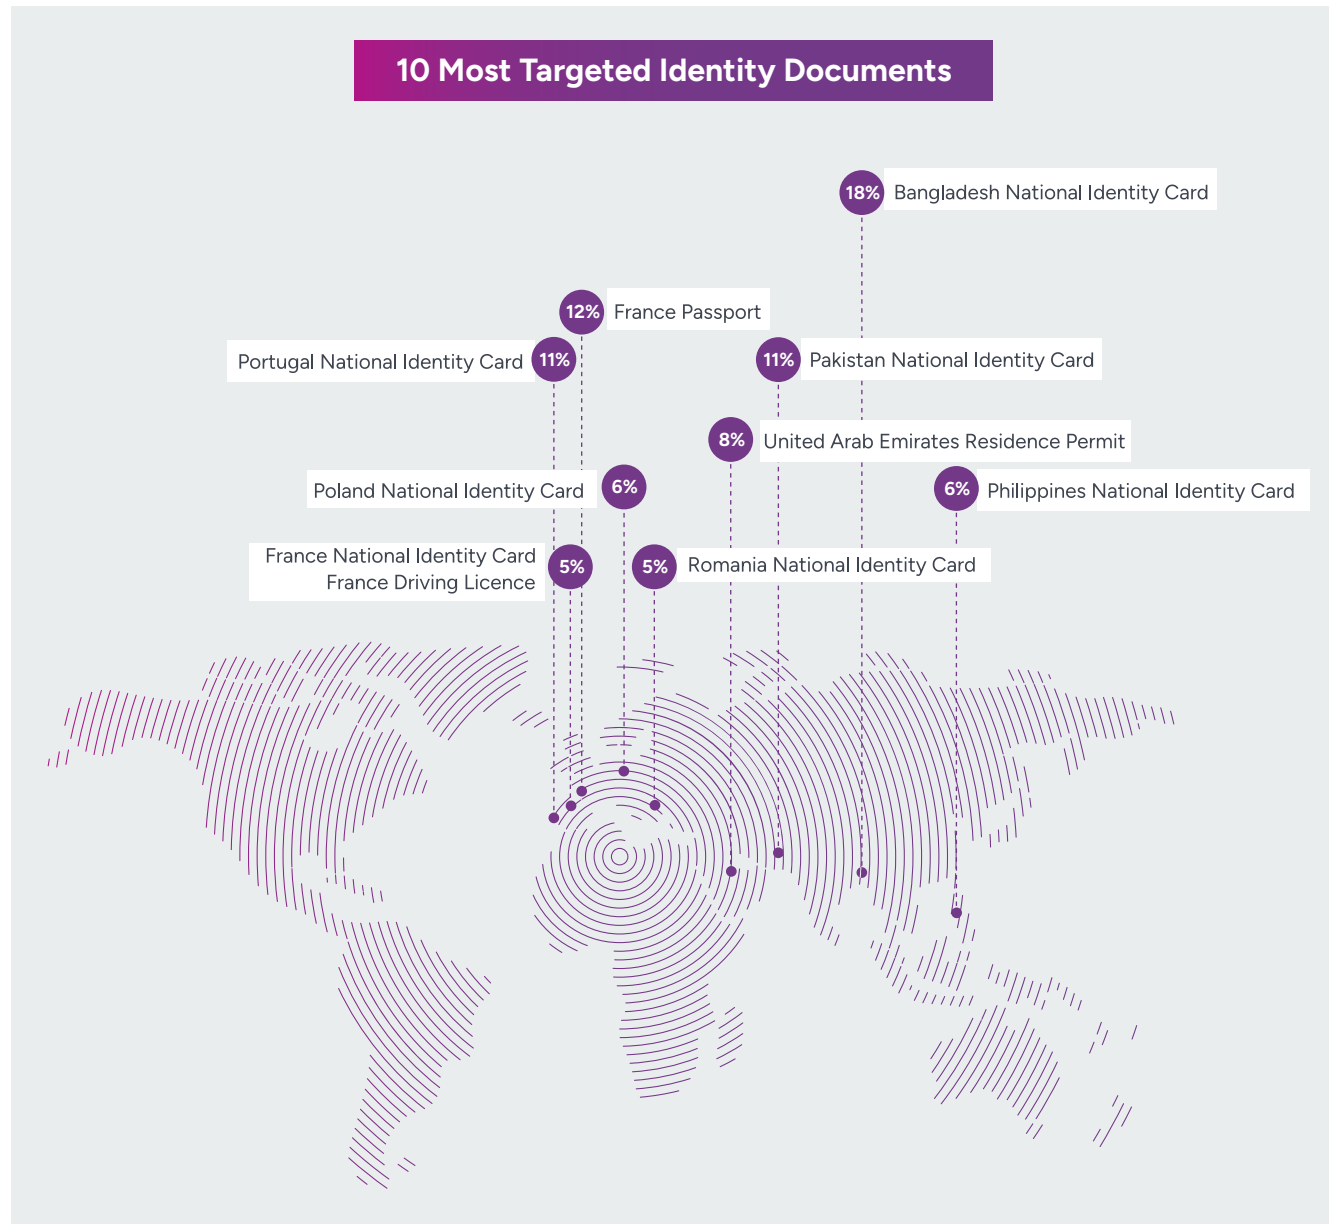 10 Most Targeted Identity Documents
18% Bangladesh National Identity Card
12% France Passport
Portugal National Identity Card 11%
11% Pakistan National Identity Card
8% United Arab Emirates Residence Permit
Poland National Identity Card 6%
6% Philippines National Identity Card
France National Identity Card
France Driving Licence
5%
5% Romania National Identity Card